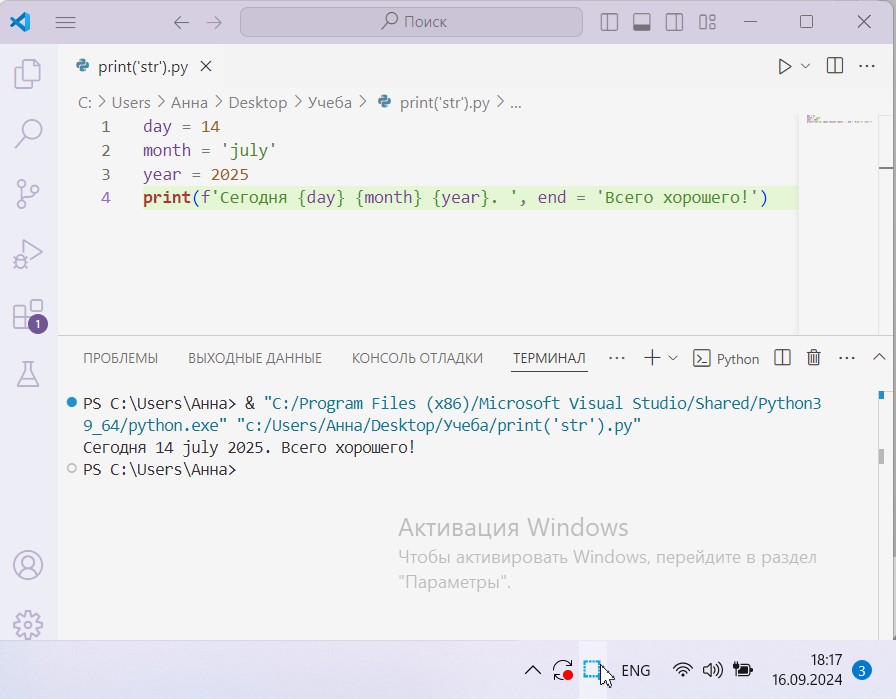 Поиск
print('str').py
C: > Users > Анна > Desktop > Учеба > print('str').py > ...
1 day = 14
2 month = 'july'
3 year = 2025
4 print(f'Сегодня {day} {month} {year}. ', end = 'Всего хорошего!')
1
ПРОБЛЕМЫ ВЫХОДНЫЕ ДАННЫЕ КОНСОЛЬ ОТЛАДКИ ТЕРМИНАЛ ... Python ...
PS C:\Users\Анна> & "C:/Program Files (x86)/Microsoft Visual Studio/Shared/Python3
9_64/python.exe" "c:/Users/Анна/Desktop/Учеба/print('str').py"
Сегодня 14 july 2025. Всего хорошего!
PS C:\Users\Анна>
Активация Windows
Чтобы активировать Windows, перейдите в раздел
"Параметры".
ENG
18:17
16.09.2024
3